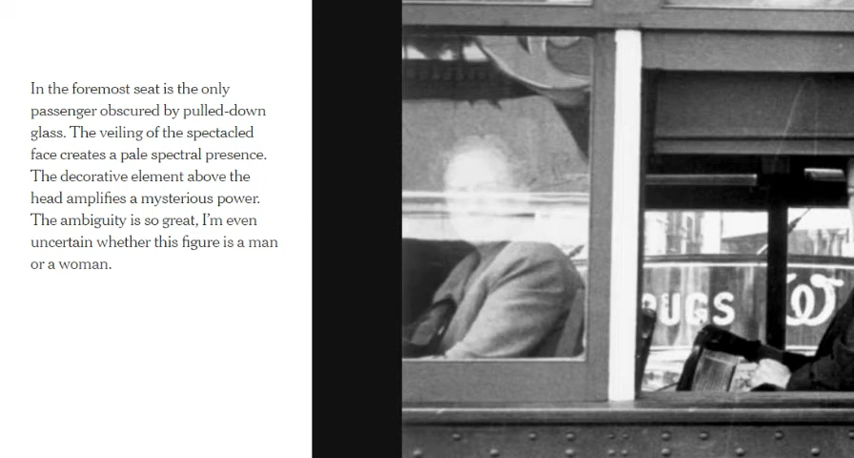 In the foremost seat is the only
passenger obscured by pulled-down
glass. The veiling of the spectacled
face creates a pale spectral presence.
The decorative element above the
head amplifies a mysterious power.
The ambiguity is so great, I'm even
uncertain whether this figure is a man
or a woman.
RUGS W